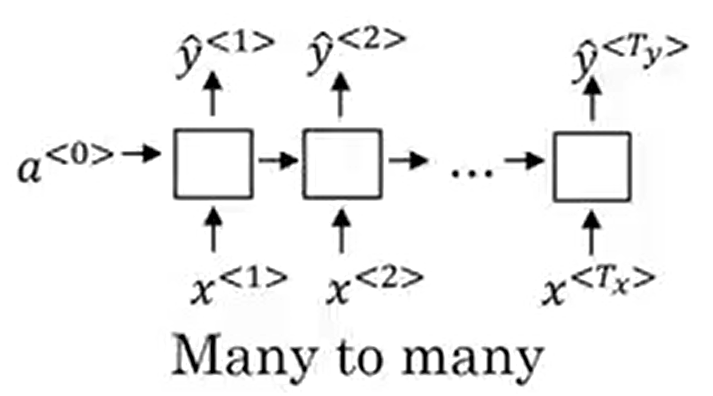 ŷ<1> ŷ<2> ŷ<Ty>
a<0> ...
x<1> x<2> x<Tx>
Many to many